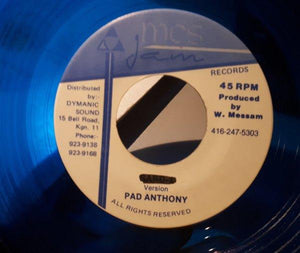 mcs
jam
RECORDS
Distributed
by:-
DYMANIC
SOUND
15 Bell Road,
Kgn. 11
Phone:-
923-9138
923-9168
45 RPM
Produced
by
W. Messam
416-247-5303
Version
PAD ANTHONY
ALL RIGHTS RESERVED